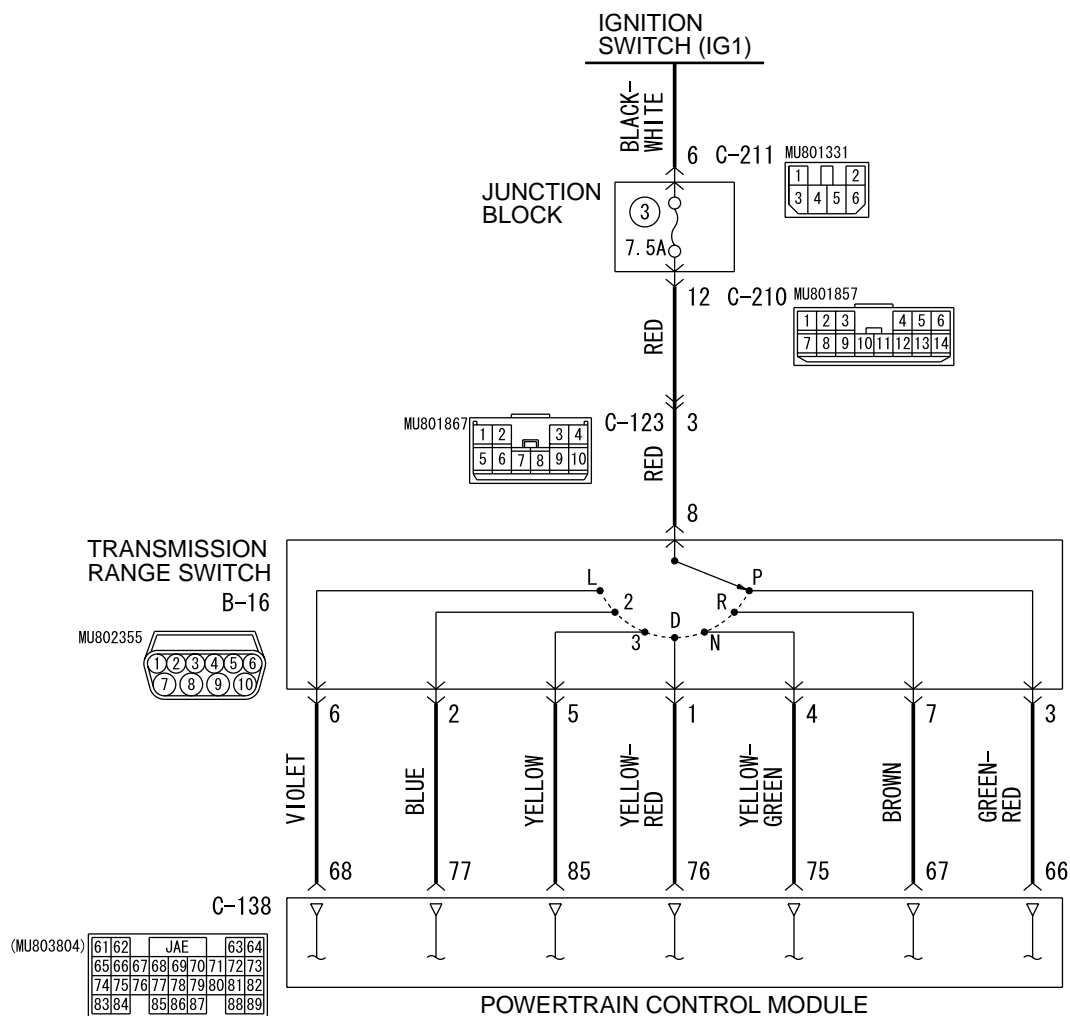 IGNITION
SWITCH (IG1)
BLACK-
WHITE
6 C-211 MU801331
1 2
3 4 5 6
JUNCTION
BLOCK
3
7.5A
12 C-210 MU801857
1 2 3 4 5 6
7 8 9 10 11 12 13 14
RED
MU801867
C-123 3
1 2 3 4
5 6 7 8 9 10
RED
8
TRANSMISSION
RANGE SWITCH
B-16
MU802355
1 2 3 4 5 6
7 8 9 10
L
2
3
D
N
R
P
6 2 5 1 4 7 3
VIOLET
BLUE
YELLOW
YELLOW-
RED
YELLOW-
GREEN
BROWN
GREEN-
RED
68 77 85 76 75 67 66
C-138
(MU803804)
61 62 JAE 63 64
65 66 67 68 69 70 71 72 73
74 75 76 77 78 79 80 81 82
83 84 85 86 87 88 89
POWERTRAIN CONTROL MODULE